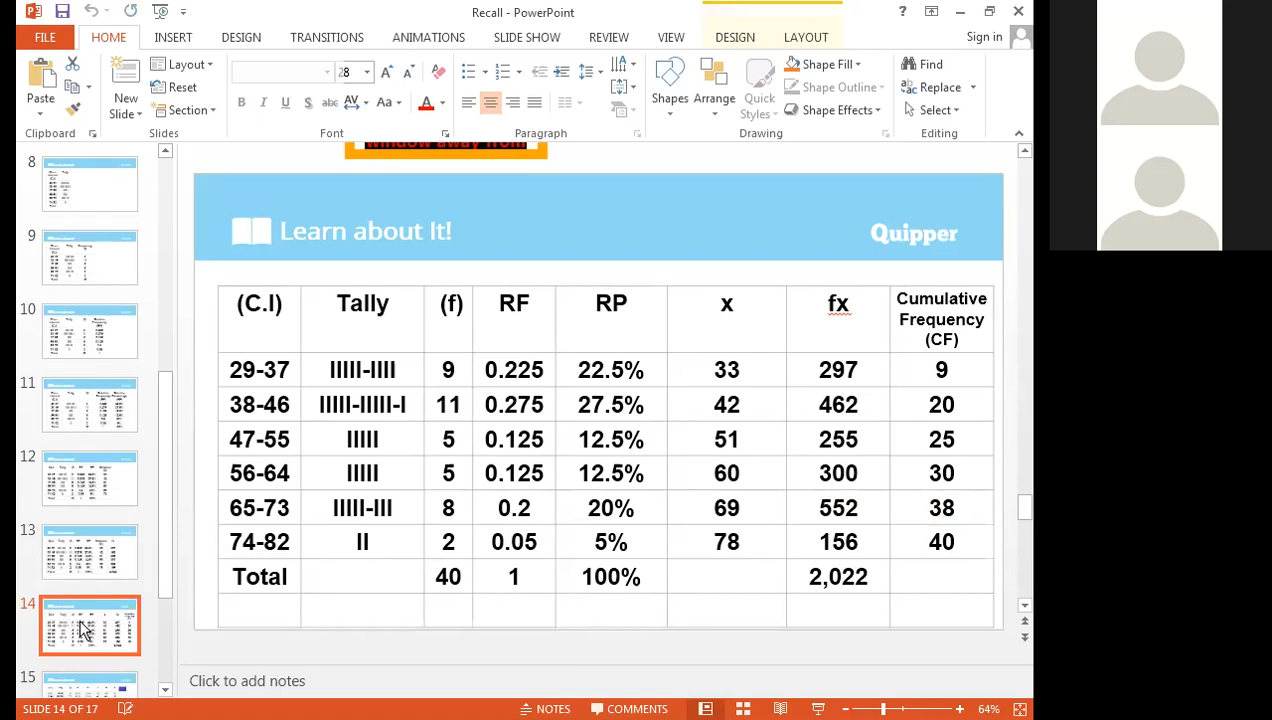 Recall - PowerPoint
?
FILE HOME INSERT DESIGN TRANSITIONS ANIMATIONS SLIDE SHOW REVIEW VIEW DESIGN LAYOUT Sign in
Paste
Clipboard
New
Slide
Layout
Reset
Section
Slides
28
B I U S abc AV Aa A
Font
Paragraph
Shapes Arrange Quick
Styles
Shape Fill
Shape Outline
Shape Effects
Drawing
Find
Replace
Select
Editing
window away from
8
9
10
11
12
13
14
15
Learn about It! Quipper
(C.I) Tally (f) RF RP x fx Cumulative
Frequency
(CF)
29-37 IIIII-IIII 9 0.225 22.5% 33 297 9
38-46 IIIII-IIIII-I 11 0.275 27.5% 42 462 20
47-55 IIIII 5 0.125 12.5% 51 255 25
56-64 IIIII 5 0.125 12.5% 60 300 30
65-73 IIIII-III 8 0.2 20% 69 552 38
74-82 II 2 0.05 5% 78 156 40
Total 40 1 100% 2,022
Click to add notes
SLIDE 14 OF 17 NOTES COMMENTS 64%